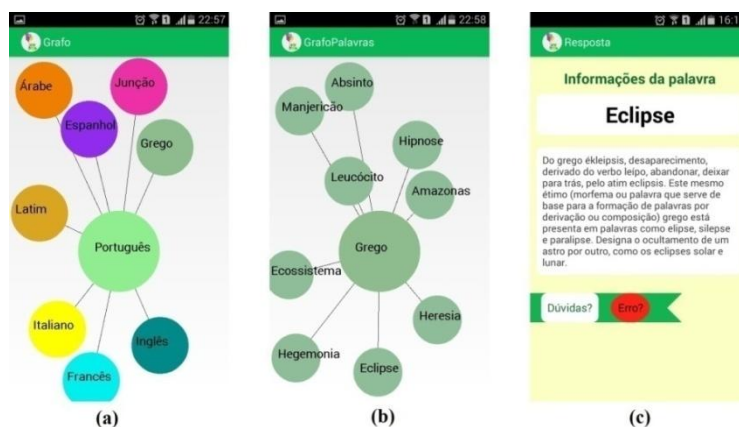 22:57
Grafo
Árabe
Junção
Espanhol
Grego
Latim
Português
Italiano
Inglês
Francês
(a)
22:58
GrafoPalavras
Absinto
Manjericão
Hipnose
Leucócito
Amazonas
Grego
Ecossistema
Heresia
Hegemonia
Eclipse
(b)
16:1
Resposta
Informações da palavra
Eclipse
Do grego ékleipsis, desaparecimento,
derivado do verbo leípo, abandonar, deixar
para trás, pelo atim eclipsis. Este mesmo
étimo (morfema ou palavra que serve de
base para a formação de palavras por
derivação ou composição) grego está
presenta em palavras como elipse, silepse
e paralipse. Designa o ocultamento de um
astro por outro, como os eclipses solar e
lunar.
Dúvidas? Erro?
(c)